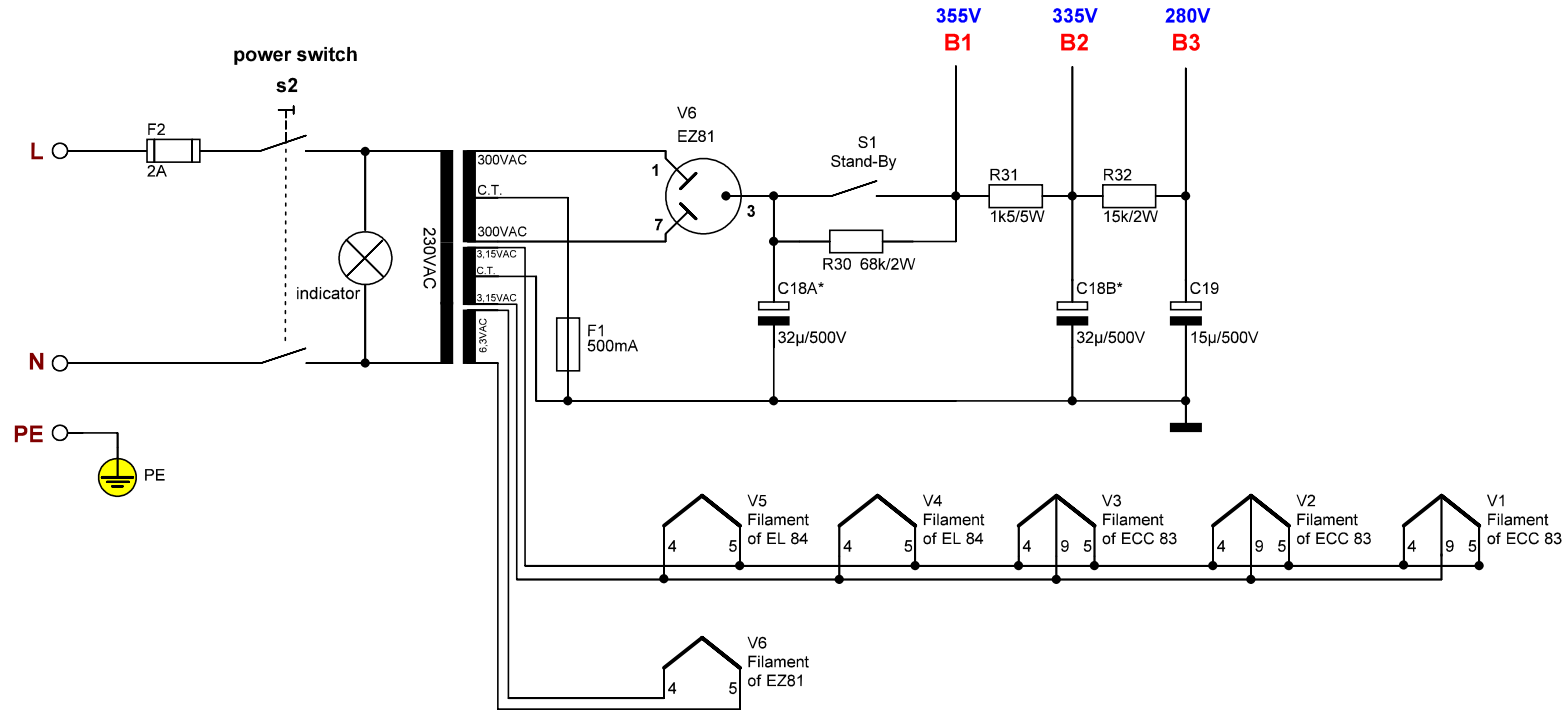 355V
335V
280V
B1
B2
B3
power switch
s2
L
F2
2A
300VAC
C.T.
300VAC
230VAC
3,15VAC
C.T.
3,15VAC
6,3VAC
indicator
N
PE
PE
V6
EZ81
1
7
3
S1
Stand-By
R30 68k/2W
R31
1k5/5W
R32
15k/2W
F1
500mA
C18A*
32µ/500V
C18B*
32µ/500V
C19
15µ/500V
4
5
V5
Filament
of EL 84
4
5
V4
Filament
of EL 84
4
9
5
V3
Filament
of ECC 83
4
9
5
V2
Filament
of ECC 83
4
9
5
V1
Filament
of ECC 83
4
5
V6
Filament
of EZ81